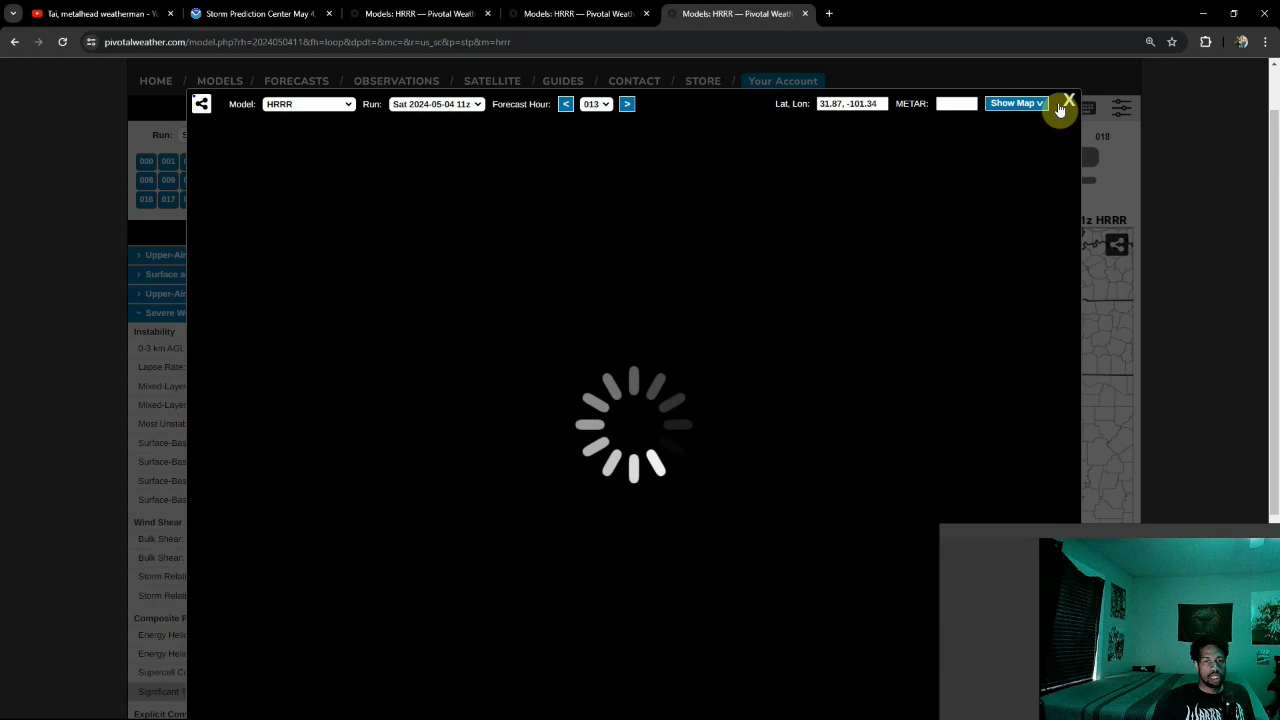 Tai, metalhead weatherman - Y
Storm Prediction Center May 4,
Models: HRRR — Pivotal Weath
Models: HRRR — Pivotal Weath
Models: HRRR — Pivotal Weath
pivotalweather.com/model.php?rh=2024050411&fh=loop&dpdt=&mc=&r=us_sc&p=stp&m=hrrr
HOME / MODELS / FORECASTS / OBSERVATIONS / SATELLITE / GUIDES / CONTACT / STORE / Your Account
Model: HRRR Run: Sat 2024-05-04 11z Forecast Hour: < 013 > Lat, Lon: 31.87, -101.34 METAR: Show Map v X
Run: S
018
000 001
008 009
016 017
1z HRRR
Upper-Air
Surface a
Upper-Air
Severe W
Instability
0-3 km AGL
Lapse Rate:
Mixed-Layer
Mixed-Layer
Most Unstab
Surface-Bas
Surface-Bas
Surface-Bas
Surface-Bas
Wind Shear
Bulk Shear:
Bulk Shear:
Storm Relati
Storm Relati
Composite P
Energy Helic
Energy Helic
Supercell Co
Significant T
Explicit Conv